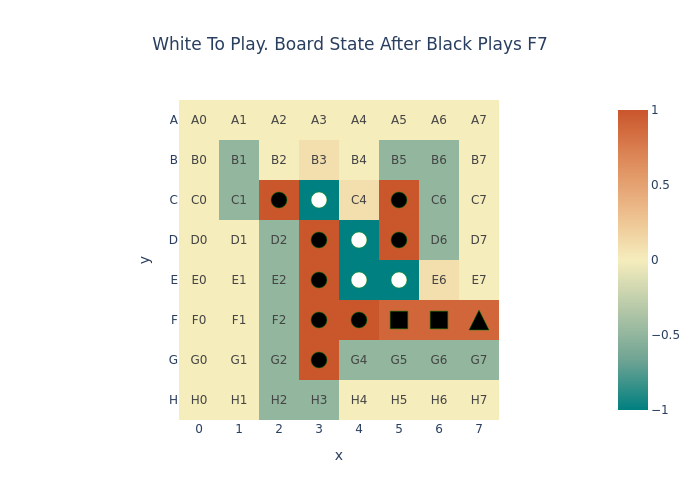 White To Play. Board State After Black Plays F7
A A0 A1 A2 A3 A4 A5 A6 A7
B B0 B1 B2 B3 B4 B5 B6 B7
C C0 C1 C4 C6 C7
D D0 D1 D2 D6 D7
E E0 E1 E2 E6 E7
F F0 F1 F2
G G0 G1 G2 G4 G5 G6 G7
H H0 H1 H2 H3 H4 H5 H6 H7
0 1 2 3 4 5 6 7
x
y
1
0.5
0
−0.5
−1